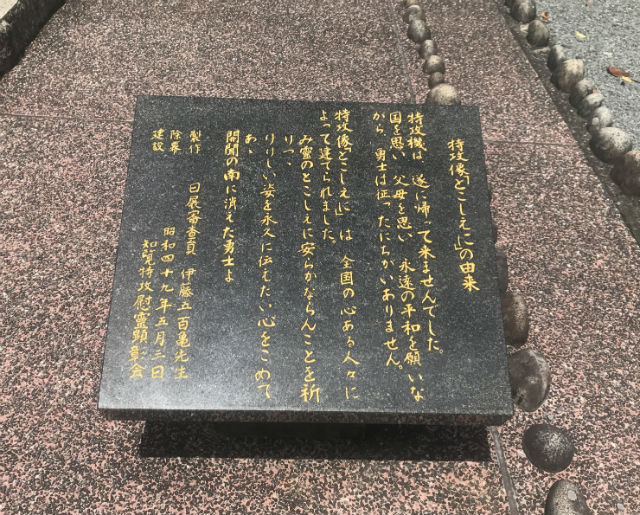 特攻像「とこしえに」の由来
特攻機は、遂に帰って来ませんでした。
国を思い、父母を思い、永遠の平和を願いな
がら、勇士は征ったにちがいありません。
特攻像「とこしえに」は、全国の心ある人々に
よって建てられました。
み霊のとこしえに安らかならんことを祈
りつゝ
りりしい姿を永久に伝えたい心をこめて
あゝ
開聞の南に消えた勇士よ
製作 日展審査員 伊藤五百亀先生
除幕 昭和四十九年五月三日
建設 知覧特攻慰霊顕彰会